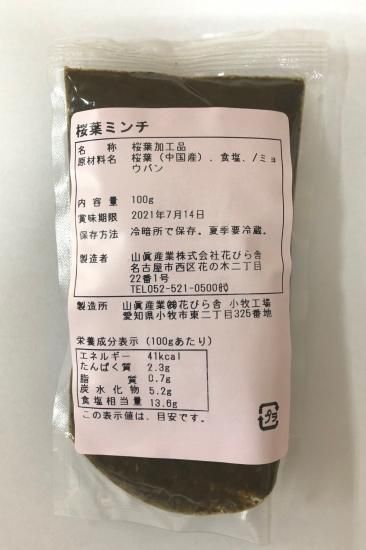 桜葉ミンチ
名　　称　桜葉加工品
原材料名　桜葉（中国産）、食塩、/ミョ
ウバン
内 容 量　100g
賞味期限　2021年7月14日
保存方法　冷暗所で保存。夏季要冷蔵。
製造者　山眞産業株式会社花びら舎
名古屋市西区花の木二丁目
22番1号
TEL052-521-0500㈹
製造所　山眞産業㈱花びら舎 小牧工場
愛知県小牧市東二丁目325番地
栄養成分表示（100gあたり）
エネルギー　41kcal
たんぱく質　2.3g
脂　　質　0.7g
炭水化物　5.2g
食塩相当量　13.6g
この表示値は、目安です。
プラ